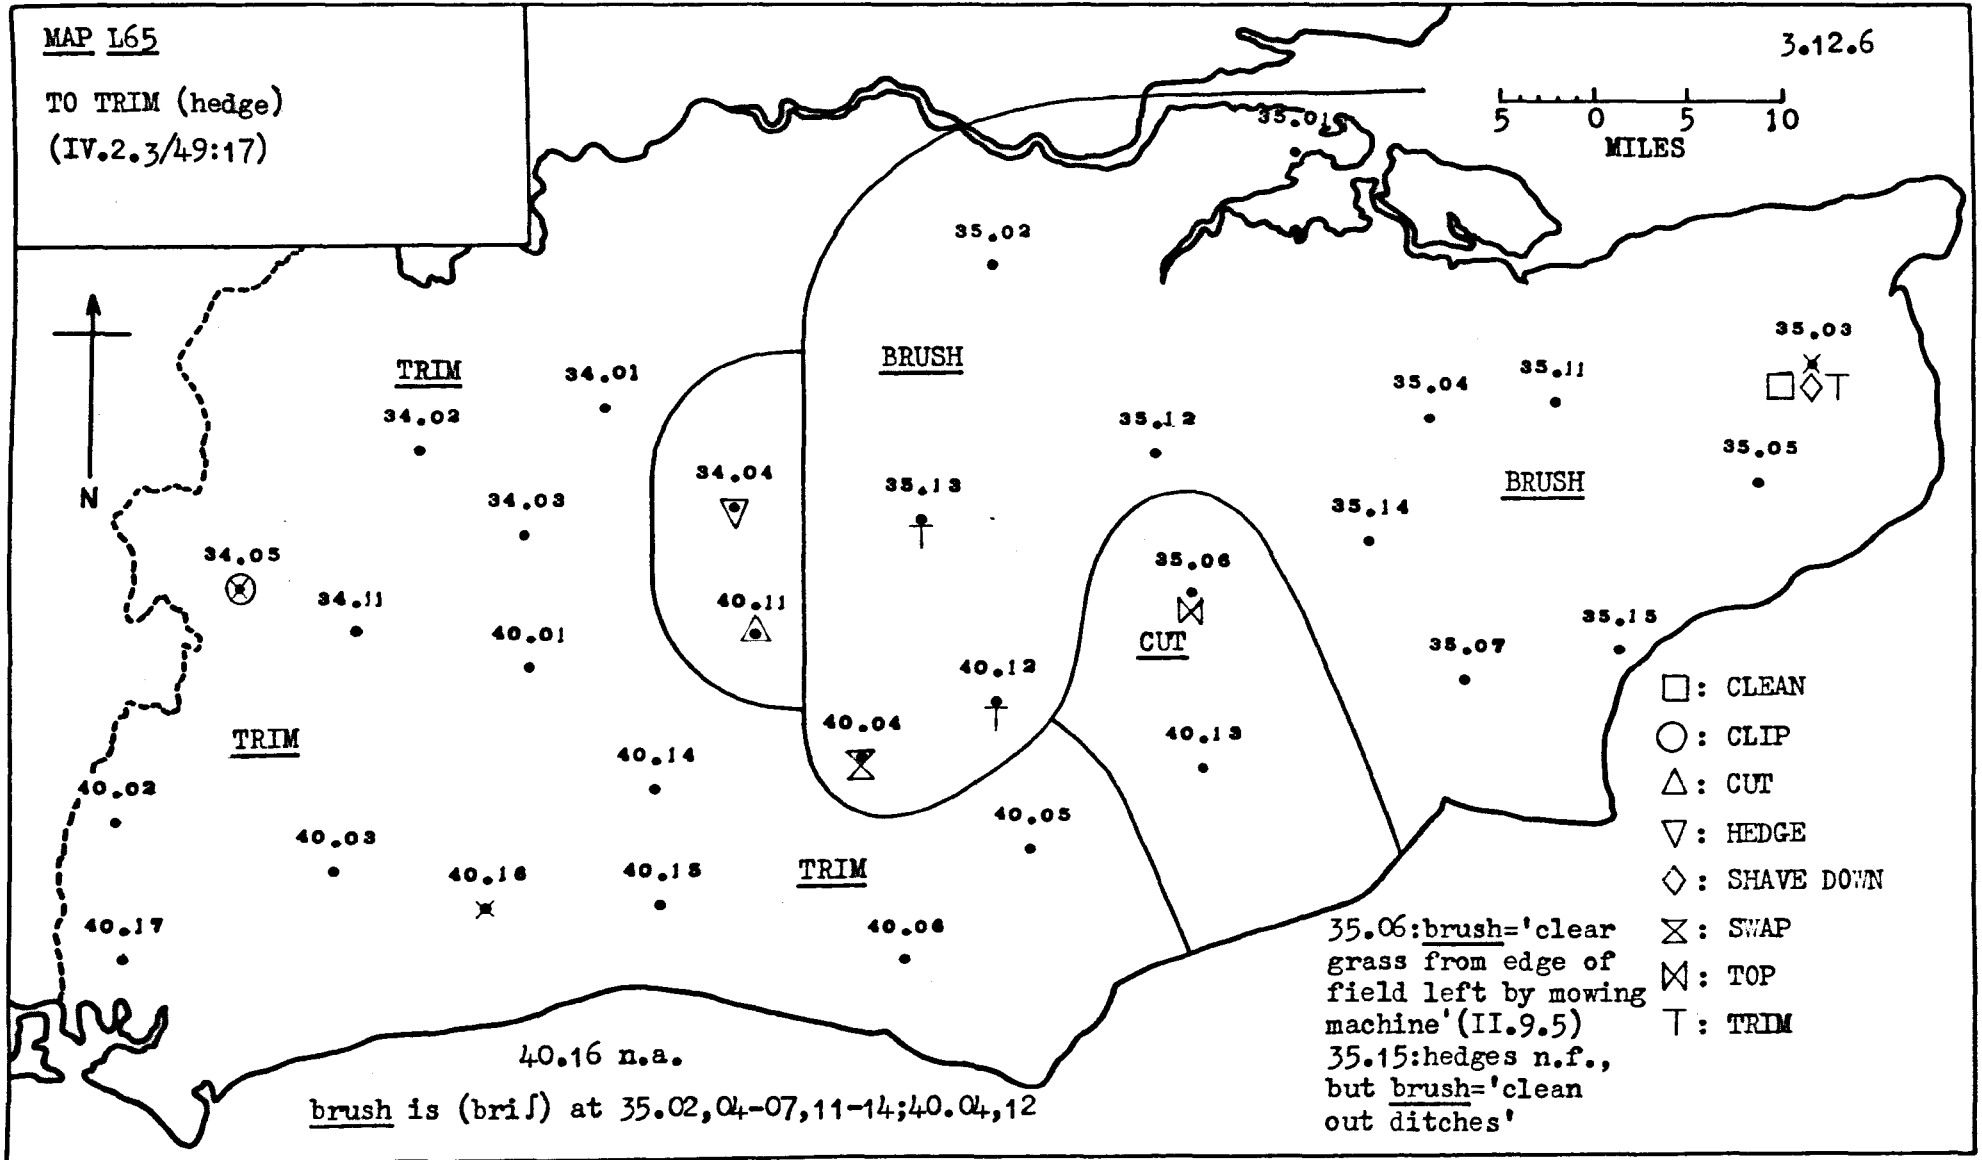 MAP L65
TO TRIM (hedge)
(IV.2.3/49:17)
3.12.6
5 0 5 10
MILES
35.01
35.02
35.03
TRIM
34.01
BRUSH
35.04
35.11
34.02
35.12
35.05
34.04
35.13
BRUSH
N
34.03
35.14
34.05
35.06
34.11
40.11
40.01
CUT
35.15
40.12
35.07
TRIM
40.04
40.13
40.14
40.02
40.05
40.03
40.16
40.15
TRIM
40.17
40.06
□: CLEAN
○: CLIP
△: CUT
▽: HEDGE
◇: SHAVE DOWN
⧖: SWAP
⋈: TOP
T: TRIM
35.06:brush='clear
grass from edge of
field left by mowing
machine'(II.9.5)
35.15:hedges n.f.,
but brush='clean
out ditches'
40.16 n.a.
brush is (briʃ) at 35.02,04-07,11-14;40.04,12